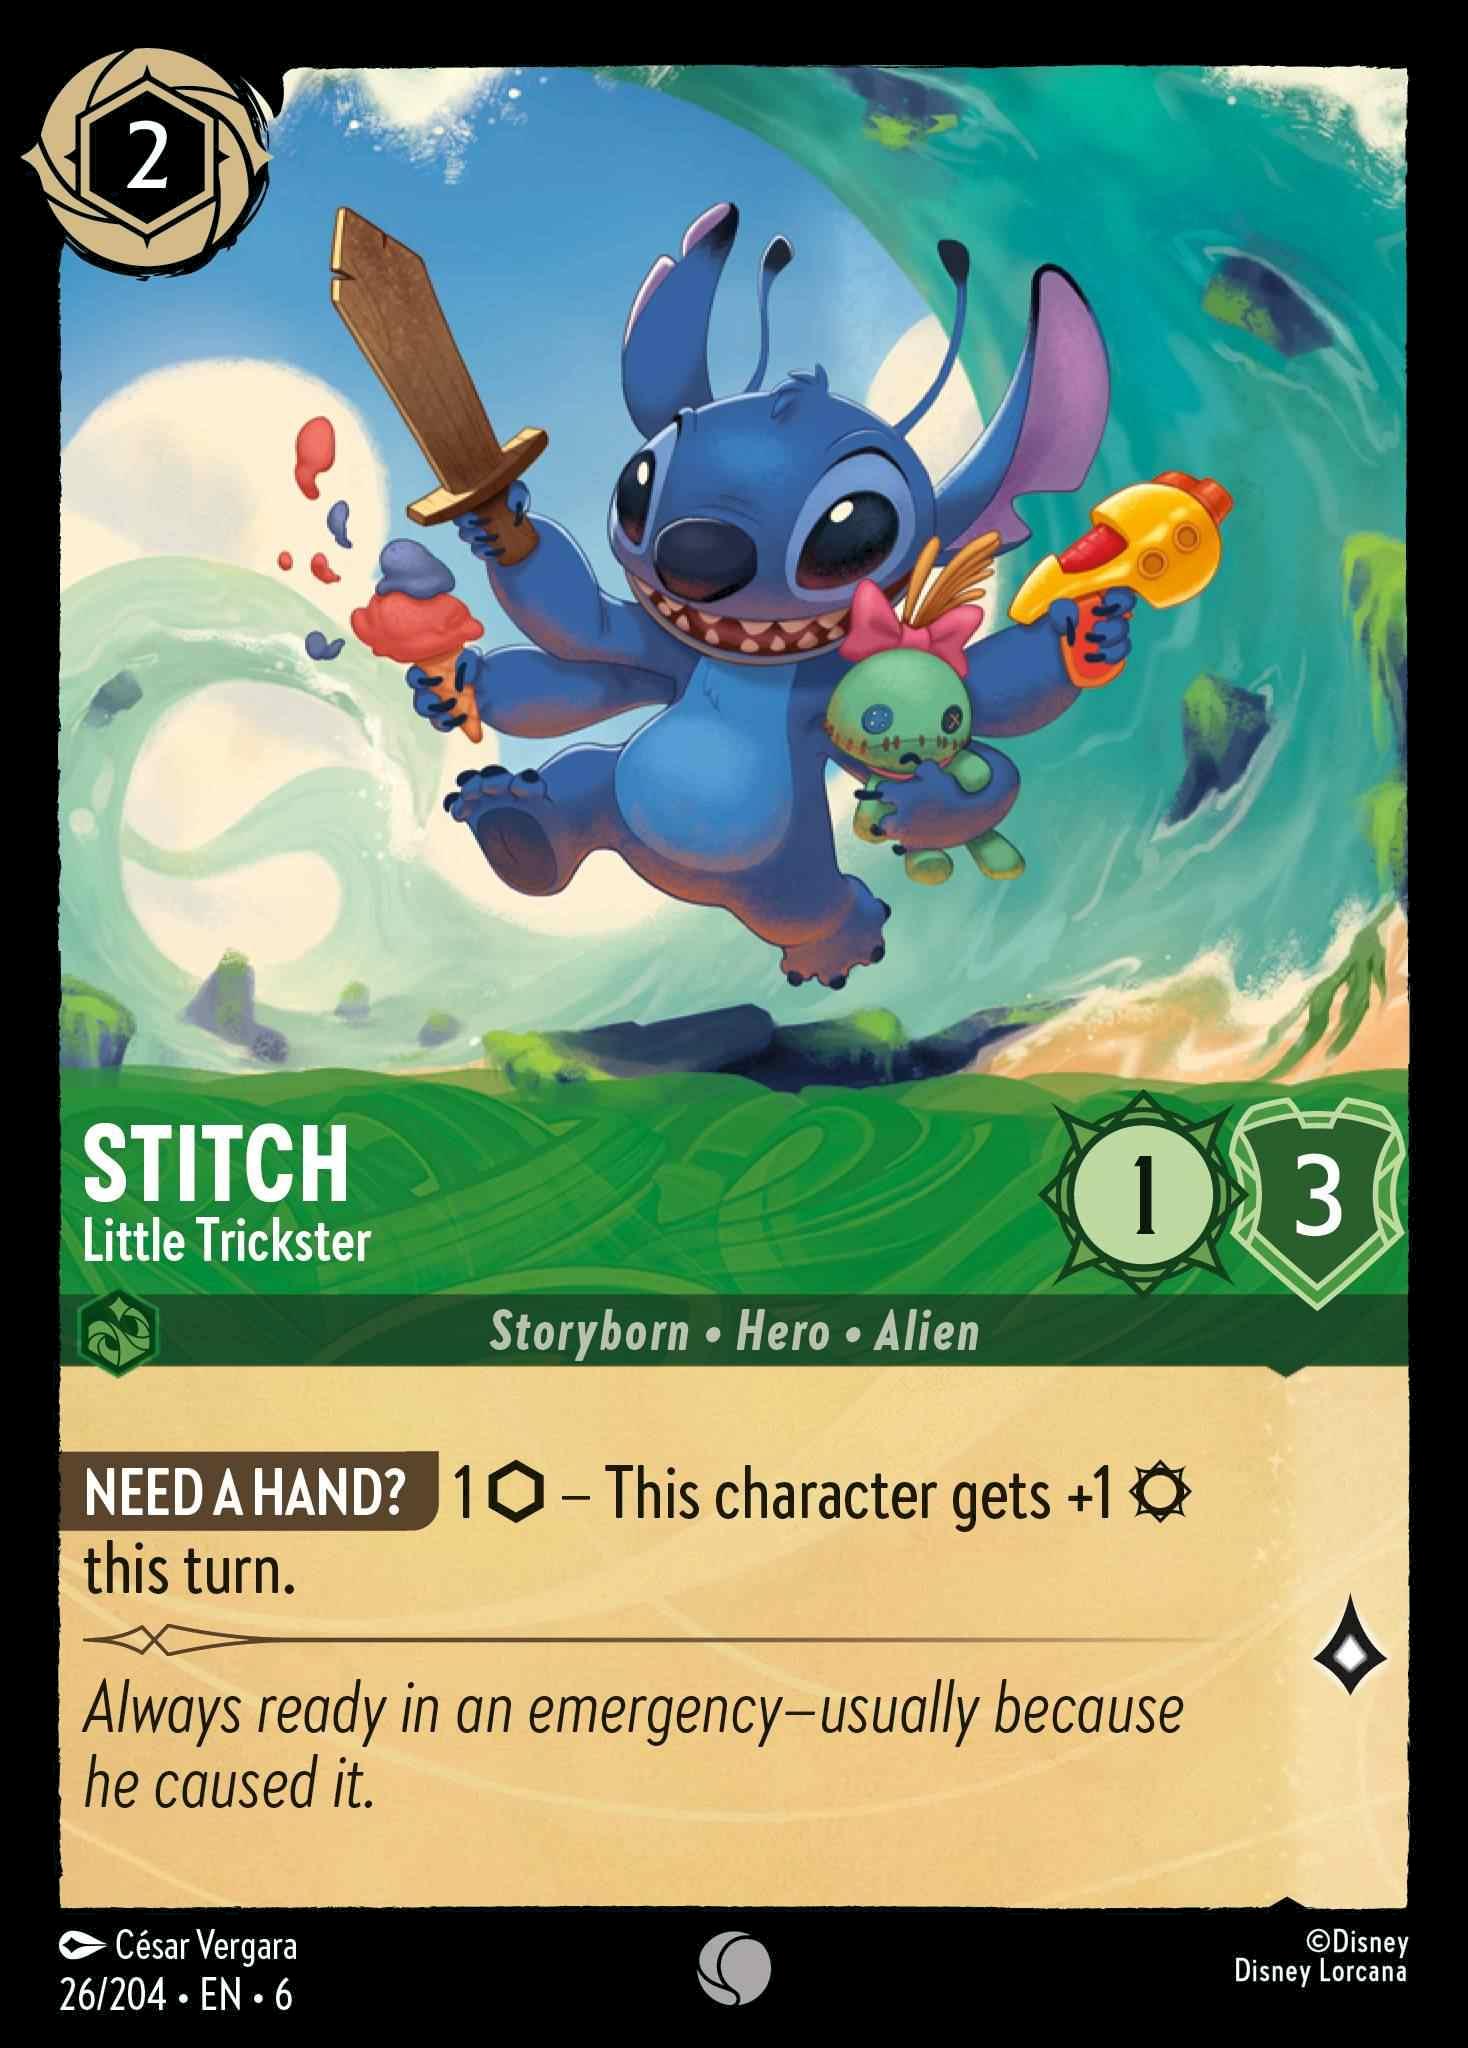 2
STITCH
Little Trickster
1
3
Storyborn • Hero • Alien
NEED A HAND? 1 ⬡ – This character gets +1 ¤
this turn.
Always ready in an emergency–usually because
he caused it.
César Vergara
26/204 • EN • 6
©Disney
Disney Lorcana